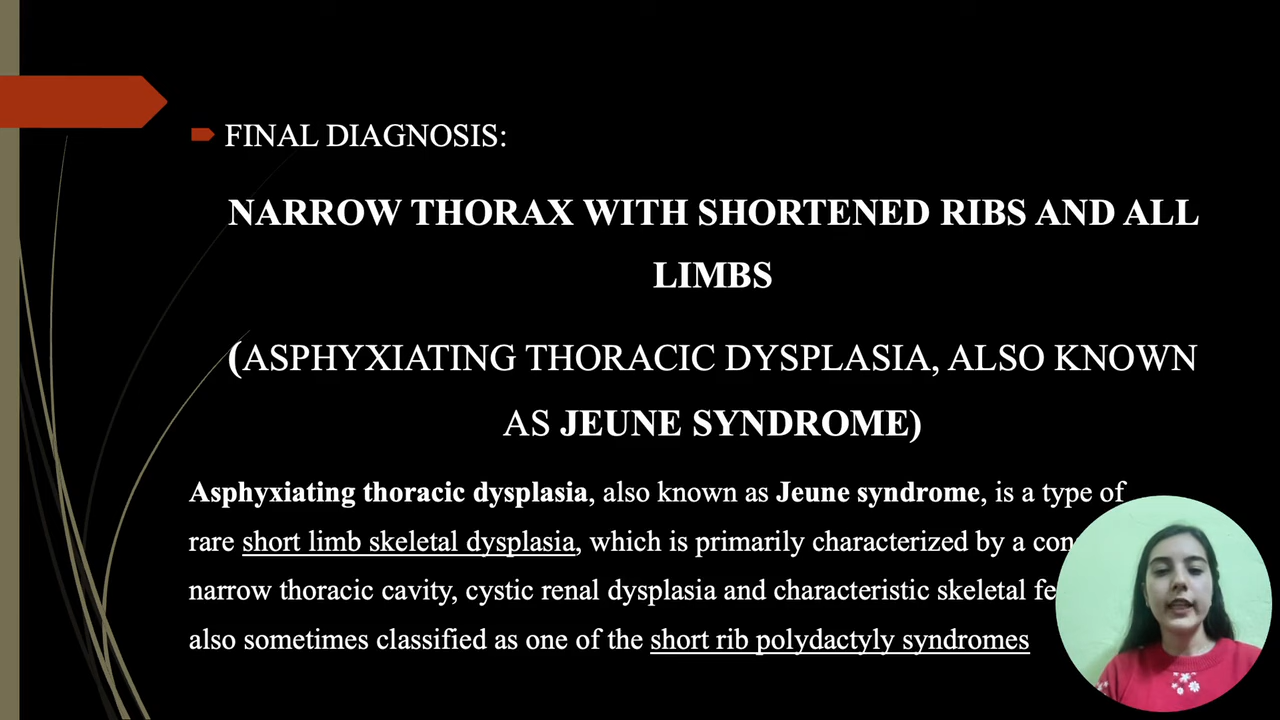 FINAL DIAGNOSIS:
NARROW THORAX WITH SHORTENED RIBS AND ALL
LIMBS
(ASPHYXIATING THORACIC DYSPLASIA, ALSO KNOWN
AS JEUNE SYNDROME)
Asphyxiating thoracic dysplasia, also known as Jeune syndrome, is a type of
rare short limb skeletal dysplasia, which is primarily characterized by a
narrow thoracic cavity, cystic renal dysplasia and characteristic skeletal
also sometimes classified as one of the short rib polydactyly syndromes